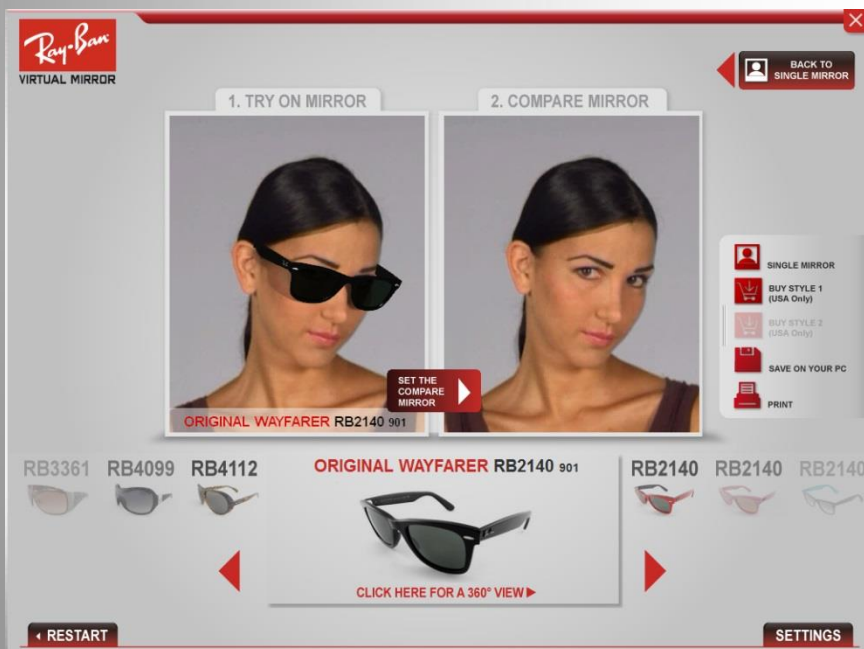 Ray-Ban
VIRTUAL MIRROR
BACK TO
SINGLE MIRROR
1. TRY ON MIRROR
2. COMPARE MIRROR
SINGLE MIRROR
BUY STYLE 1
(USA Only)
BUY STYLE 2
(USA Only)
SAVE ON YOUR PC
PRINT
SET THE
COMPARE
MIRROR
ORIGINAL WAYFARER RB2140 901
RB3361
RB4099
RB4112
ORIGINAL WAYFARER RB2140 901
RB2140
RB2140
RB2140
CLICK HERE FOR A 360° VIEW
RESTART
SETTINGS